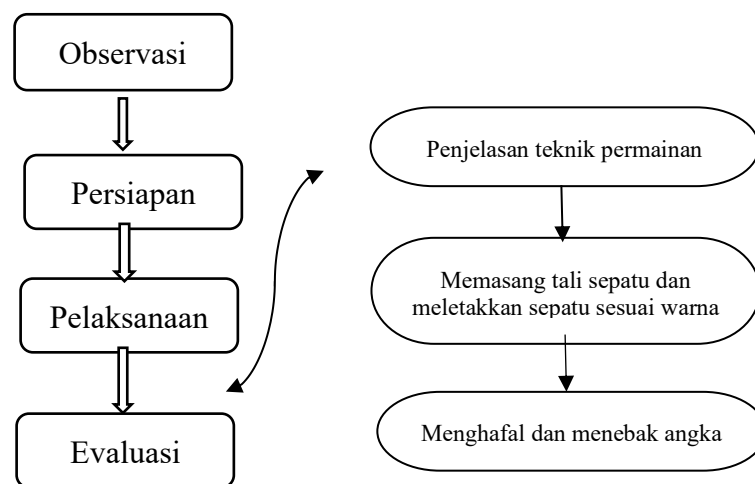 Observasi
Persiapan
Pelaksanaan
Evaluasi
Penjelasan teknik permainan
Memasang tali sepatu dan
meletakkan sepatu sesuai warna
Menghafal dan menebak angka